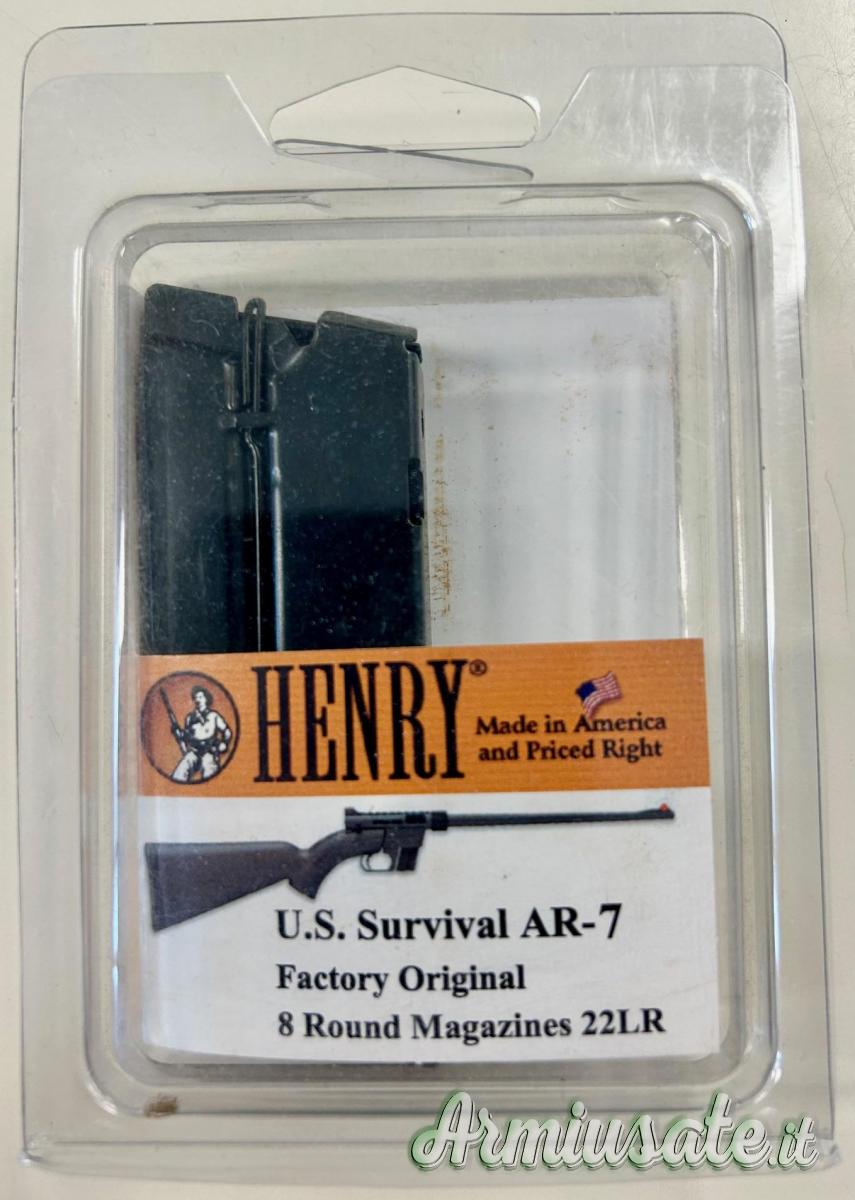 HENRY®
Made in America
and Priced Right
U.S. Survival AR-7
Factory Original
8 Round Magazines 22LR
Armiusate.it